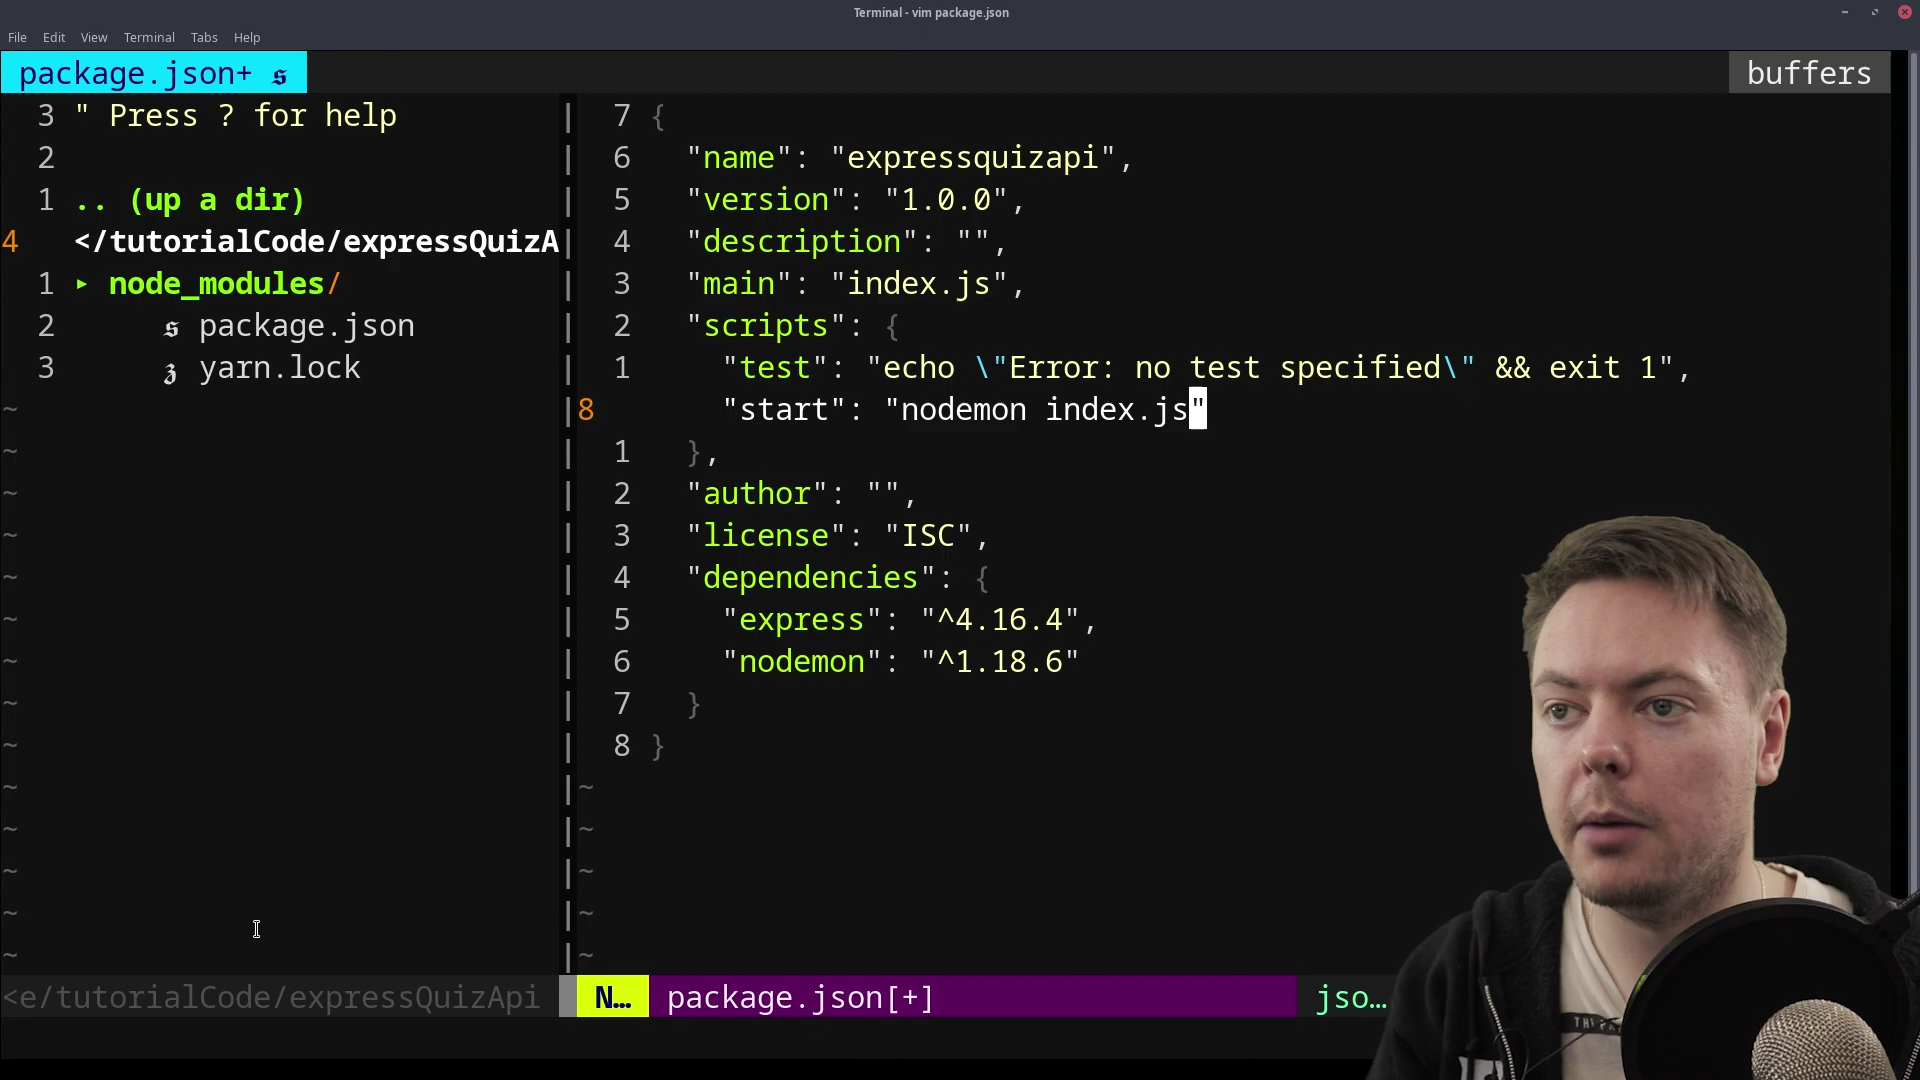 Terminal - vim package.json
File Edit View Terminal Tabs Help
package.json+ s buffers
3 " Press ? for help
2
1 .. (up a dir)
4 </tutorialCode/expressQuizA
1 ▸ node_modules/
2 s package.json
3 z yarn.lock
~
~
~
~
~
~
~
~
~
~
~
~
~
~
<e/tutorialCode/expressQuizApi
7 {
6 "name": "expressquizapi",
5 "version": "1.0.0",
4 "description": "",
3 "main": "index.js",
2 "scripts": {
1 "test": "echo \"Error: no test specified\" && exit 1",
8 "start": "nodemon index.js"
1 },
2 "author": "",
3 "license": "ISC",
4 "dependencies": {
5 "express": "^4.16.4",
6 "nodemon": "^1.18.6"
7 }
8 }
~
~
~
~
~
N… package.json[+] jso…